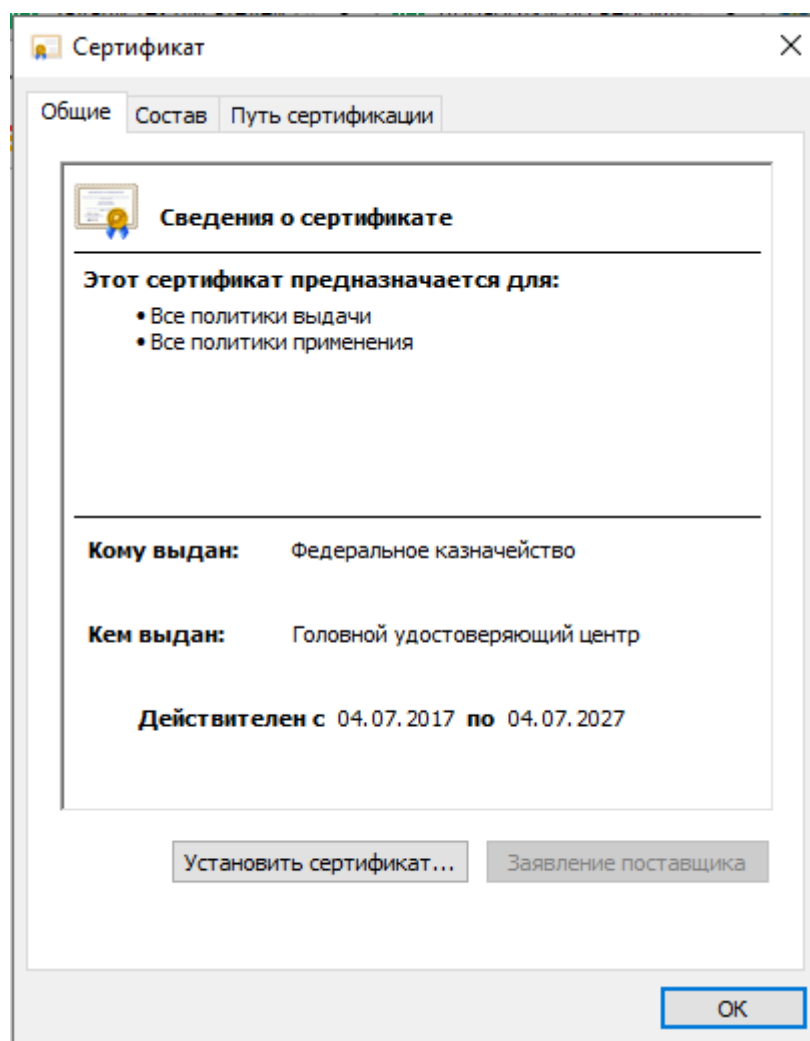 Сертификат
Общие Состав Путь сертификации
Сведения о сертификате
Этот сертификат предназначается для:
• Все политики выдачи
• Все политики применения
Кому выдан: Федеральное казначейство
Кем выдан: Головной удостоверяющий центр
Действителен с 04.07.2017 по 04.07.2027
Установить сертификат... Заявление поставщика
ОК